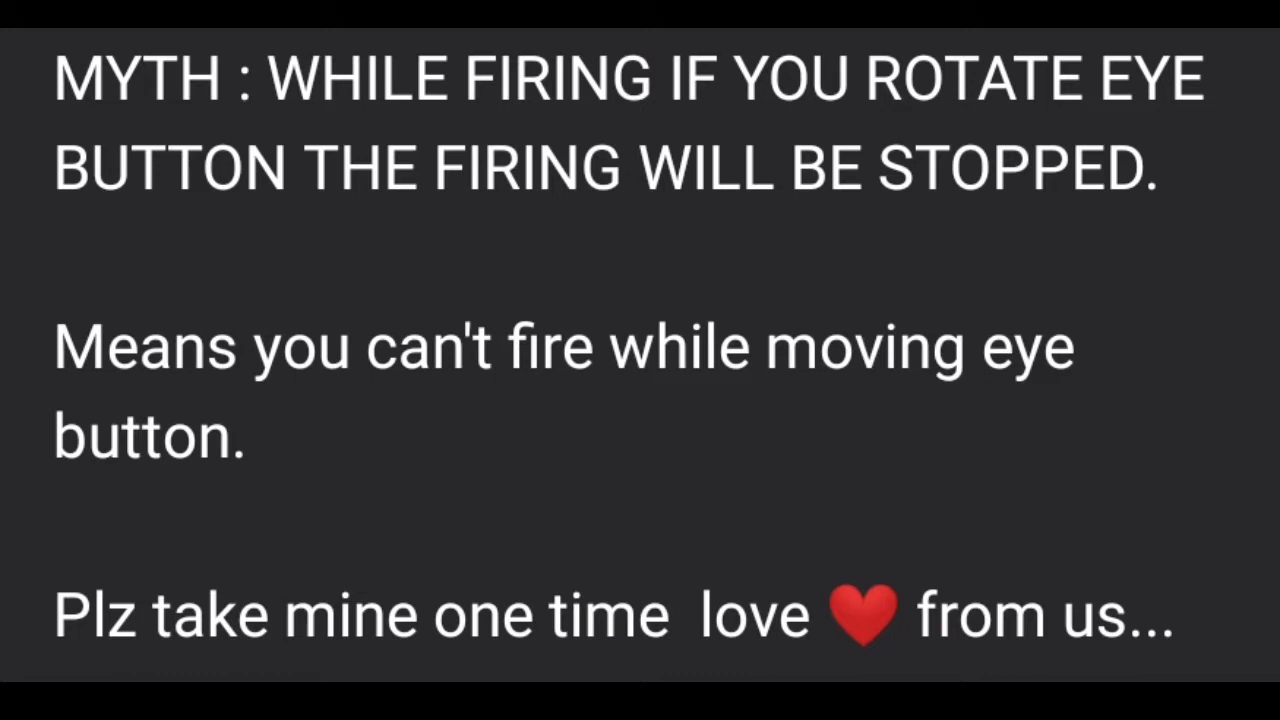 MYTH : WHILE FIRING IF YOU ROTATE EYE
BUTTON THE FIRING WILL BE STOPPED.
Means you can't fire while moving eye
button.
Plz take mine one time  love ❤️ from us...